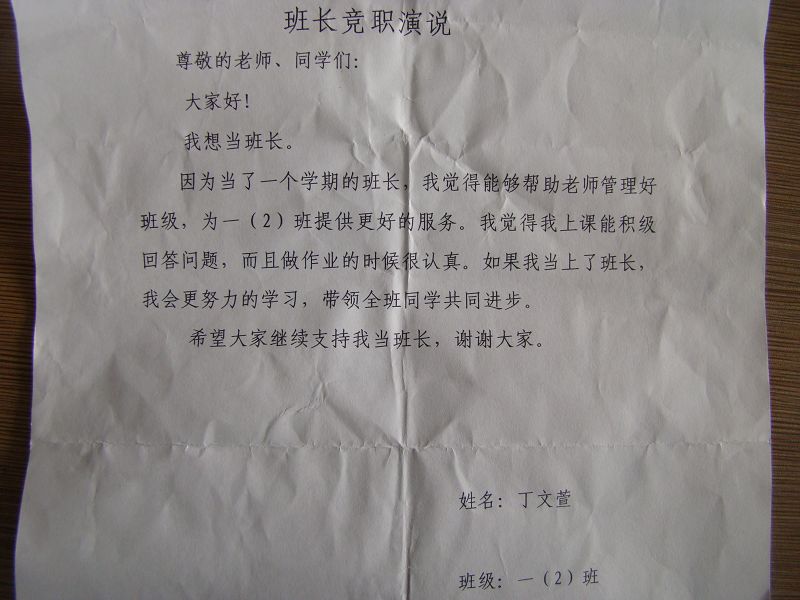 班长竞职演说
尊敬的老师、同学们：
大家好！
我想当班长。
因为当了一个学期的班长，我觉得能够帮助老师管理好
班级，为一（2）班提供更好的服务。我觉得我上课能积级
回答问题，而且做作业的时候很认真。如果我当上了班长，
我会更努力的学习，带领全班同学共同进步。
希望大家继续支持我当班长，谢谢大家。
姓名：丁文萱
班级：一（2）班